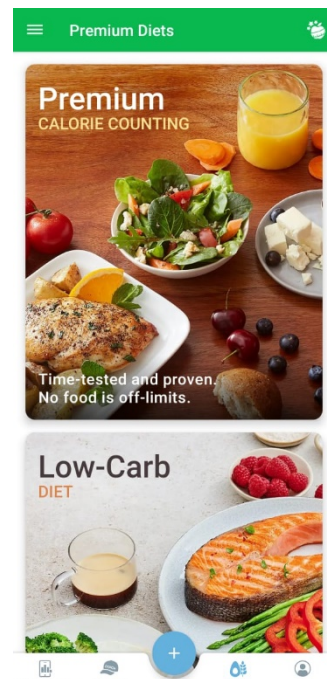 Premium Diets
Premium
CALORIE COUNTING
Time-tested and proven.
No food is off-limits.
Low-Carb
DIET